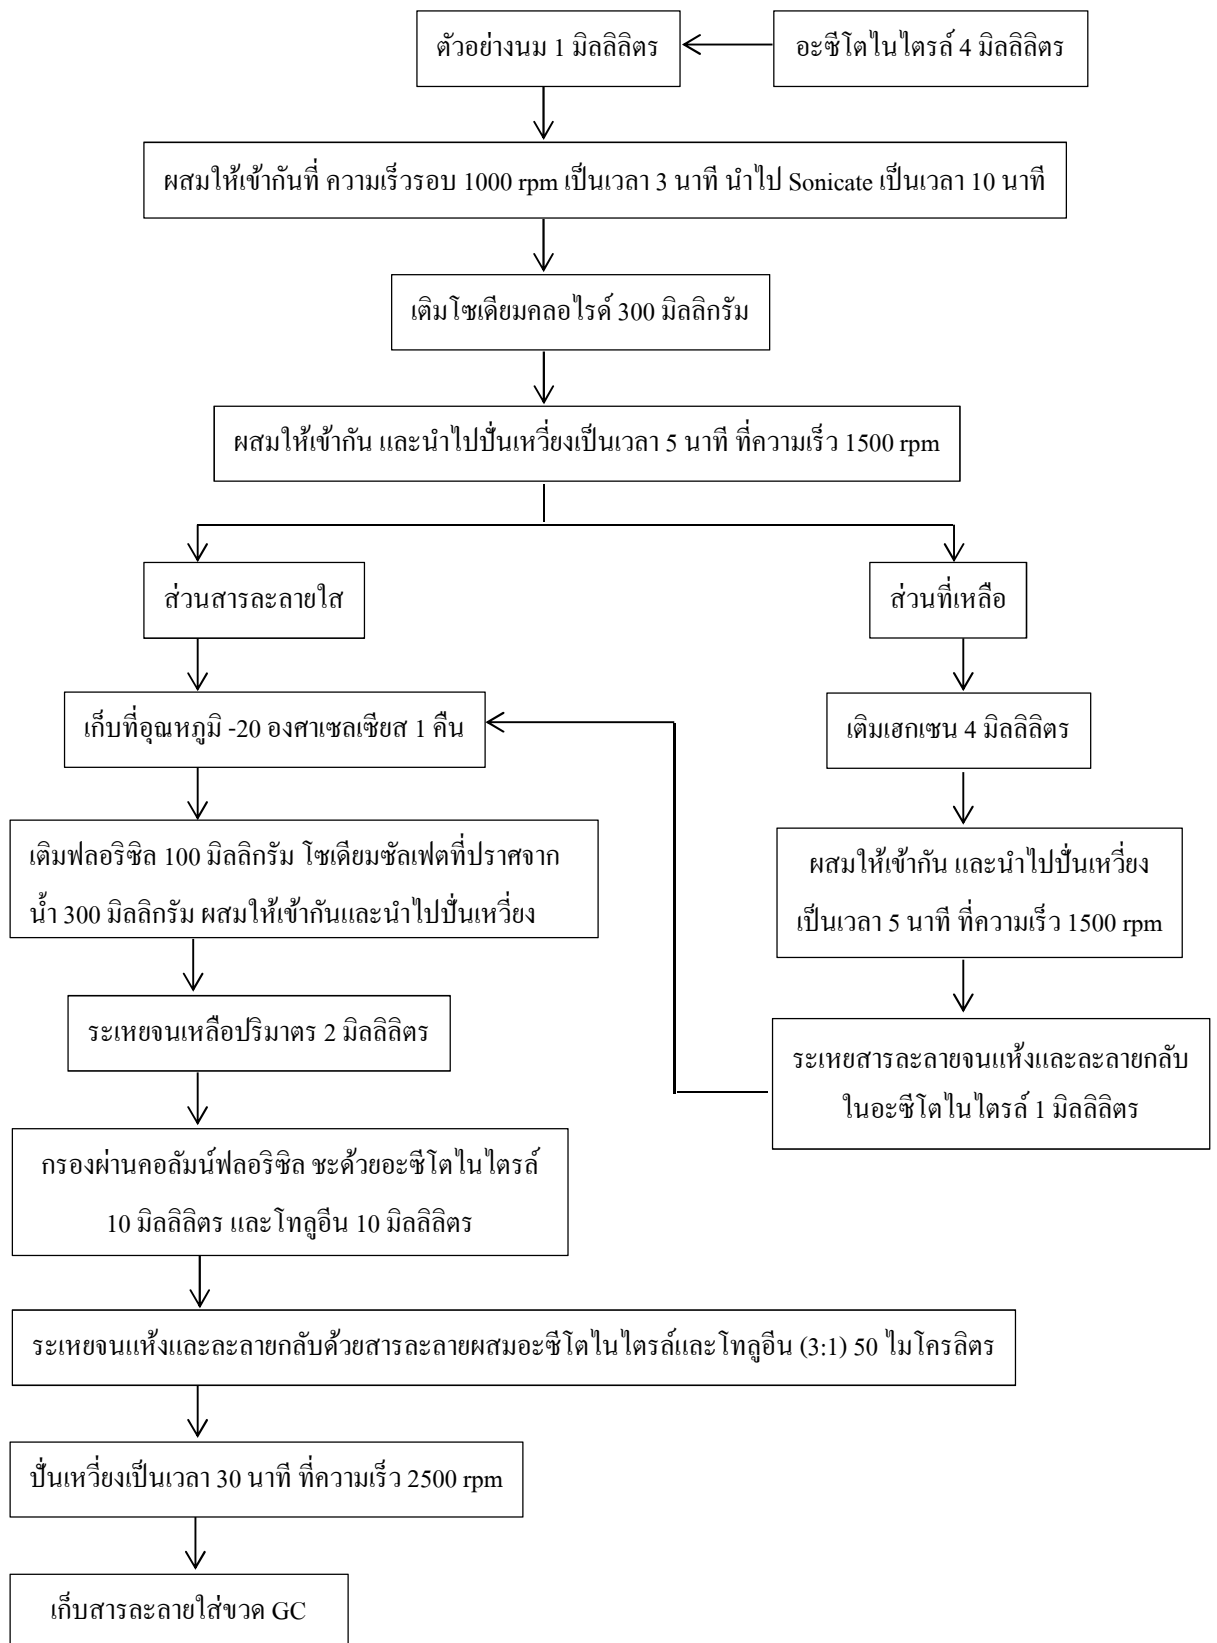 ตัวอย่างนม 1 มิลลิลิตร
อะซีโตไนไตรล์ 4 มิลลิลิตร
ผสมให้เข้ากันที่ ความเร็วรอบ 1000 rpm เป็นเวลา 3 นาที นำไป Sonicate เป็นเวลา 10 นาที
เติมโซเดียมคลอไรด์ 300 มิลลิกรัม
ผสมให้เข้ากัน และนำไปปั่นเหวี่ยงเป็นเวลา 5 นาที ที่ความเร็ว 1500 rpm
ส่วนสารละลายใส
ส่วนที่เหลือ
เก็บที่อุณหภูมิ -20 องศาเซลเซียส 1 คืน
เติมเฮกเซน 4 มิลลิลิตร
เติมฟลอริซิล 100 มิลลิกรัม โซเดียมซัลเฟตที่ปราศจาก
น้ำ 300 มิลลิกรัม ผสมให้เข้ากันและนำไปปั่นเหวี่ยง
ผสมให้เข้ากัน และนำไปปั่นเหวี่ยง
เป็นเวลา 5 นาที ที่ความเร็ว 1500 rpm
ระเหยจนเหลือปริมาตร 2 มิลลิลิตร
ระเหยสารละลายจนแห้งและละลายกลับ
ในอะซีโตไนไตรล์ 1 มิลลิลิตร
กรองผ่านคอลัมน์ฟลอริซิล ชะด้วยอะซีโตไนไตรล์
10 มิลลิลิตร และโทลูอีน 10 มิลลิลิตร
ระเหยจนแห้งและละลายกลับด้วยสารละลายผสมอะซีโตไนไตรล์และโทลูอีน (3:1) 50 ไมโครลิตร
ปั่นเหวี่ยงเป็นเวลา 30 นาที ที่ความเร็ว 2500 rpm
เก็บสารละลายใส่ขวด GC